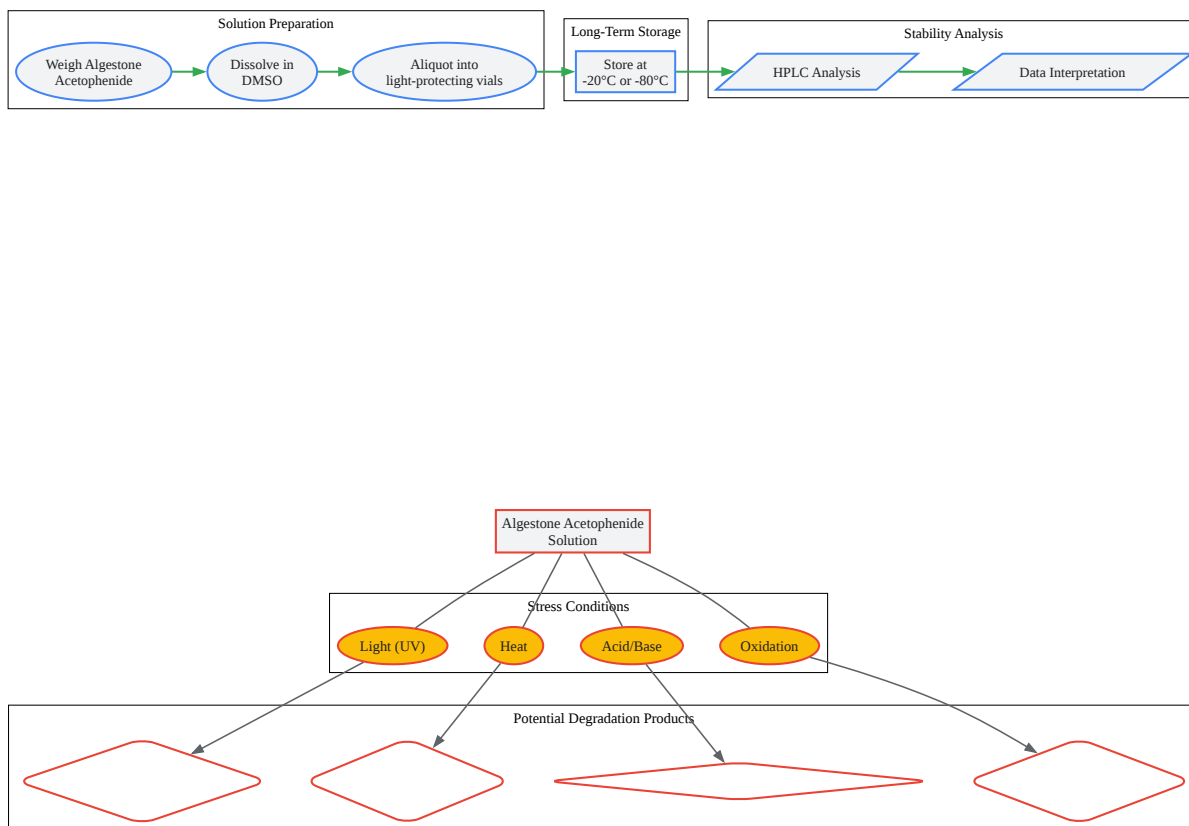 Solution Preparation
Weigh Algestone
Acetophenide
Dissolve in
DMSO
Aliquot into
light-protecting vials
Long-Term Storage
Store at
-20°C or -80°C
Stability Analysis
HPLC Analysis
Data Interpretation
Algestone Acetophenide
Solution
Stress Conditions
Light (UV)
Heat
Acid/Base
Oxidation
Potential Degradation Products